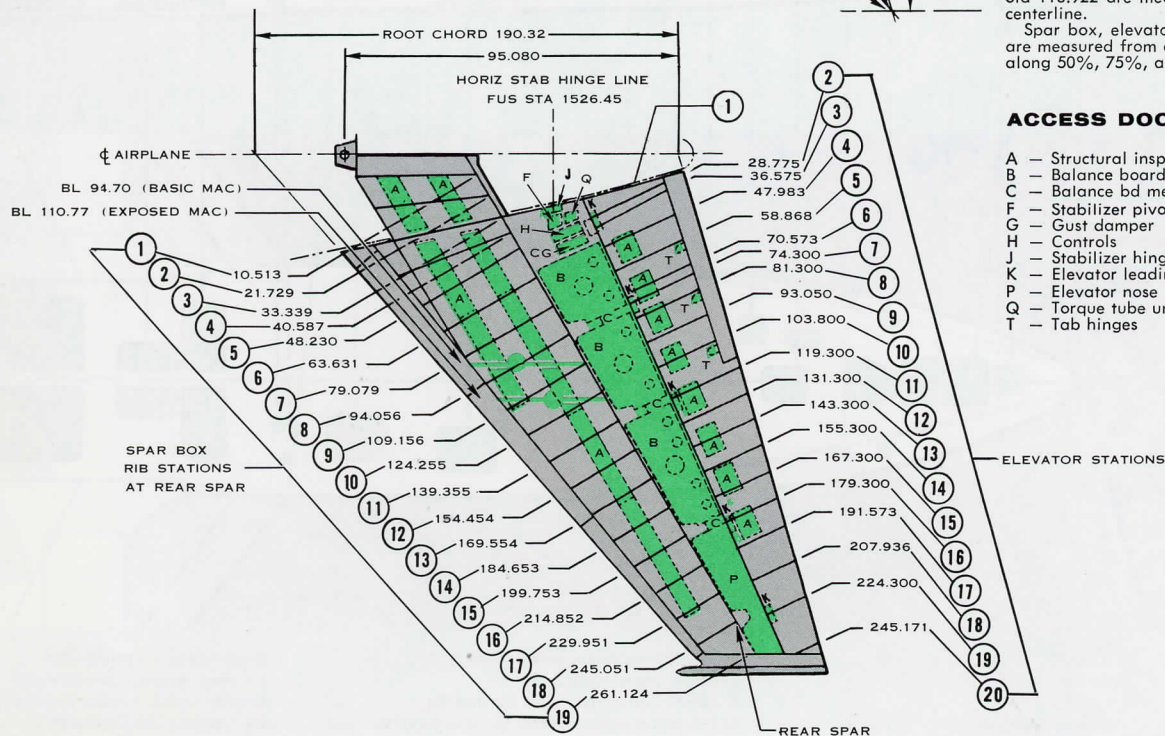 Sta 118.922 are
centerline.
Spar box,
are measured from
along 50%, 75%,
ROOT CHORD 190.32
95.080
HORIZ STAB HINGE LINE
FUS STA 1526.45
℄ AIRPLANE
BL 94.70 (BASIC MAC)
BL 110.77 (EXPOSED MAC)
ACCESS
A — Structural
B — Balance
C — Balance bd
F — Stabilizer
G — Gust damper
H — Controls
J — Stabilizer
K — Elevator
P — Elevator nose
Q — Torque tube
T — Tab hinges
SPAR BOX
RIB STATIONS
AT REAR SPAR
1 10.513
2 21.729
3 33.339
4 40.587
5 48.230
6 63.631
7 79.079
8 94.056
9 109.156
10 124.255
11 139.355
12 154.454
13 169.554
14 184.653
15 199.753
16 214.852
17 229.951
18 245.051
19 261.124
A A
A
A
F J Q
H
CG
K
B
C
B
C
B
C
P
K
K
K
K
A
A
A
A
A
A
A
A
T
T
T
1
28.775 2
36.575 3
47.983 4
58.868 5
70.573 6
74.300 7
81.300 8
93.050 9
103.800 10
119.300 11
131.300 12
143.300 13
155.300 14
167.300 15
179.300 16
191.573 17
207.936 18
224.300 19
245.171 20
ELEVATOR STATIONS
REAR SPAR